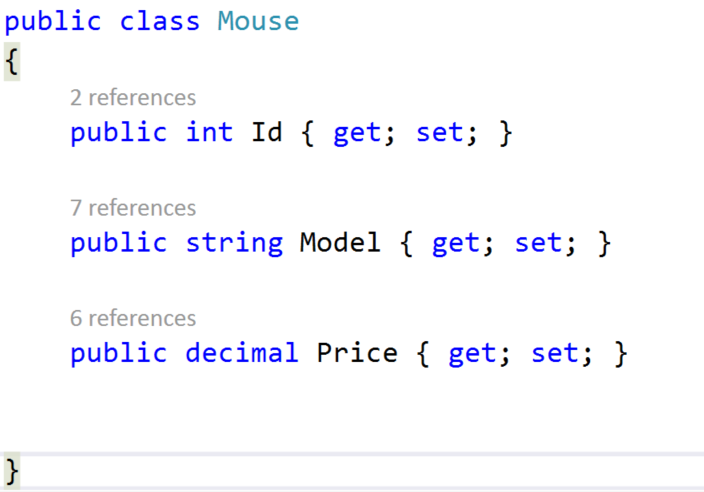 public class Mouse
{
2 references
public int Id { get; set; }
7 references
public string Model { get; set; }
6 references
public decimal Price { get; set; }
}